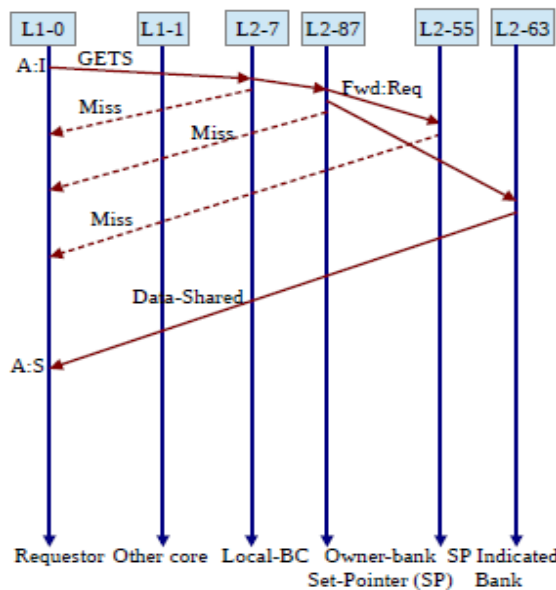 L1-0 L1-1 L2-7 L2-87 L2-55 L2-63
A:I GETS
Fwd:Req
Miss
Miss
Miss
Data-Shared
A:S
Requestor Other core Local-BC Owner-bank SP Indicated
Set-Pointer (SP) Bank